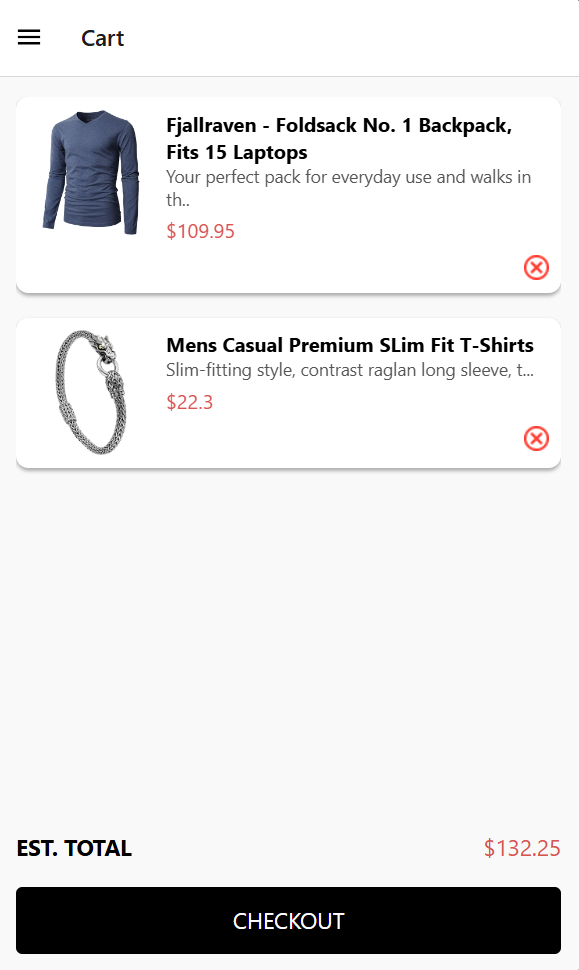 Cart
Fjallraven - Foldsack No. 1 Backpack,
Fits 15 Laptops
Your perfect pack for everyday use and walks in
th..
$109.95
Mens Casual Premium SLim Fit T-Shirts
Slim-fitting style, contrast raglan long sleeve, t...
$22.3
EST. TOTAL
$132.25
CHECKOUT